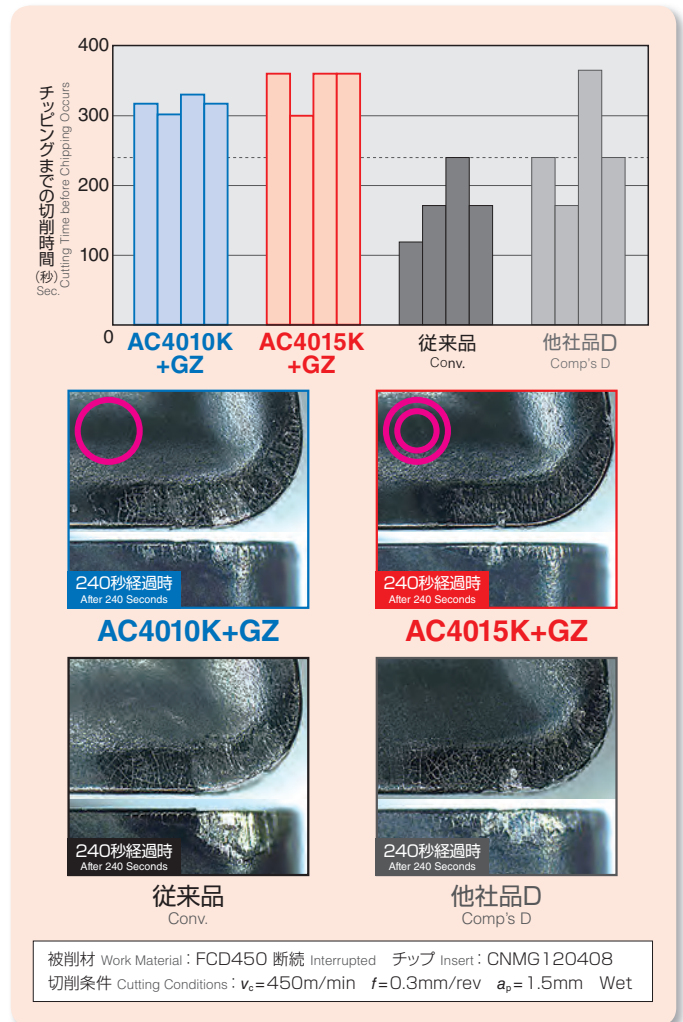 400
300
200
100
0
チッピングまでの切削時間(秒)
Cutting Time before Chipping Occurs
Sec.
AC4010K
+GZ
AC4015K
+GZ
従来品
Conv.
他社品D
Comp's D
240秒経過時
After 240 Seconds
AC4010K+GZ
240秒経過時
After 240 Seconds
AC4015K+GZ
240秒経過時
After 240 Seconds
従来品
Conv.
240秒経過時
After 240 Seconds
他社品D
Comp's D
被削材 Work Material：FCD450 断続 Interrupted チップ Insert：CNMG120408
切削条件 Cutting Conditions：vc=450m/min f=0.3mm/rev ap=1.5mm Wet